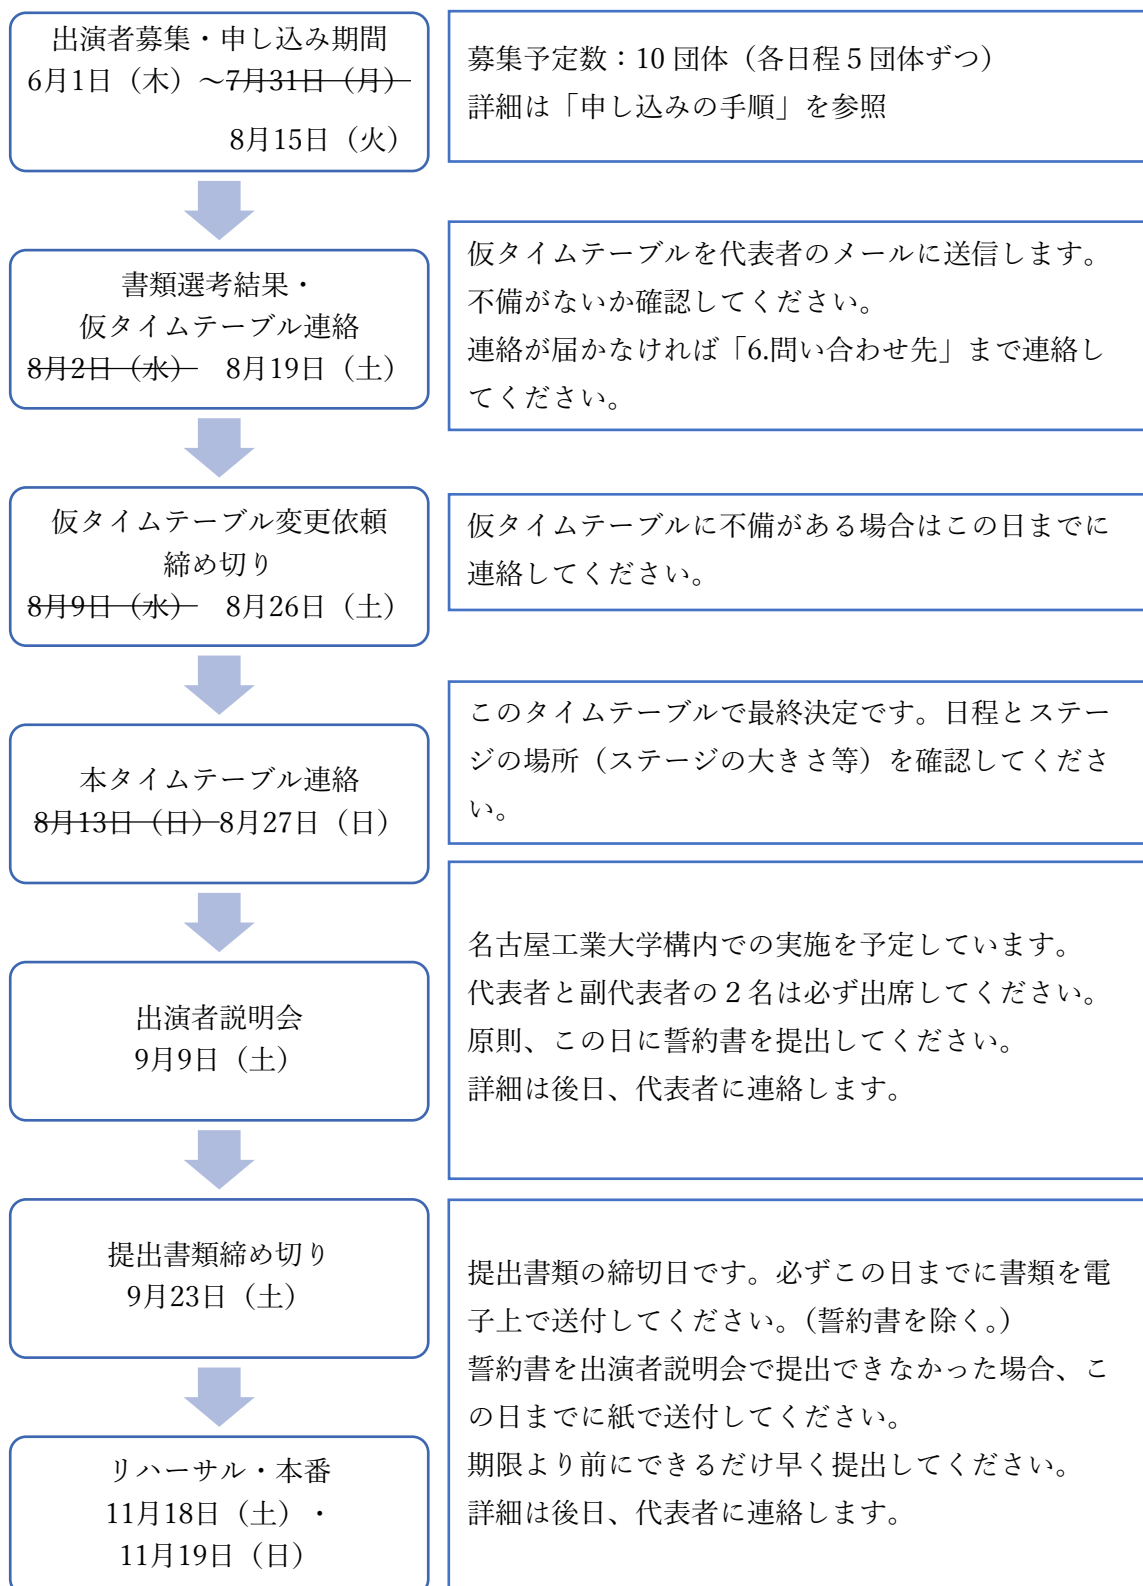 出演者募集・申し込み期間
6月1日（木）～7月31日（月）
8月15日（火）
募集予定数：10 団体（各日程５団体ずつ）
詳細は「申し込みの手順」を参照
書類選考結果・
仮タイムテーブル連絡
8月2日（水）　8月19日（土）
仮タイムテーブルを代表者のメールに送信します。
不備がないか確認してください。
連絡が届かなければ「6.問い合わせ先」まで連絡し
てください。
仮タイムテーブル変更依頼
締め切り
8月9日（水）　8月26日（土）
仮タイムテーブルに不備がある場合はこの日までに
連絡してください。
本タイムテーブル連絡
8月13日（日）8月27日（日）
このタイムテーブルで最終決定です。日程とステー
ジの場所（ステージの大きさ等）を確認してくださ
い。
出演者説明会
9月9日（土）
名古屋工業大学構内での実施を予定しています。
代表者と副代表者の２名は必ず出席してください。
原則、この日に誓約書を提出してください。
詳細は後日、代表者に連絡します。
提出書類締め切り
9月23日（土）
提出書類の締切日です。必ずこの日までに書類を電
子上で送付してください。（誓約書を除く。）
誓約書を出演者説明会で提出できなかった場合、こ
の日までに紙で送付してください。
期限より前にできるだけ早く提出してください。
詳細は後日、代表者に連絡します。
リハーサル・本番
11月18日（土）・
11月19日（日）